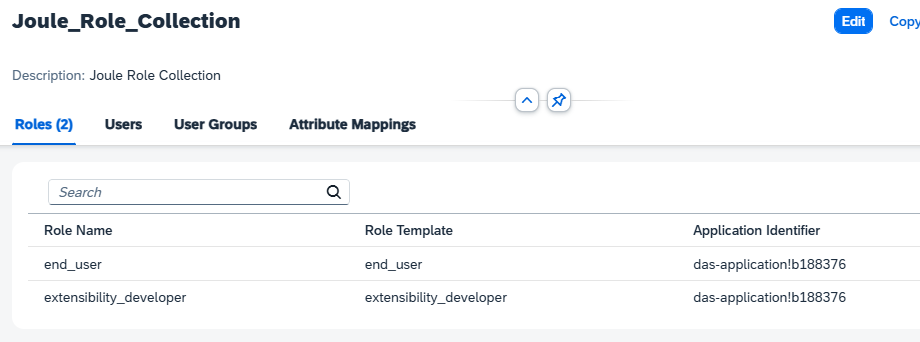 Joule_Role_Collection
Edit
Copy
Description: Joule Role Collection
Roles (2) Users User Groups Attribute Mappings
Search
Role Name Role Template Application Identifier
end_user end_user das-application!b188376
extensibility_developer extensibility_developer das-application!b188376